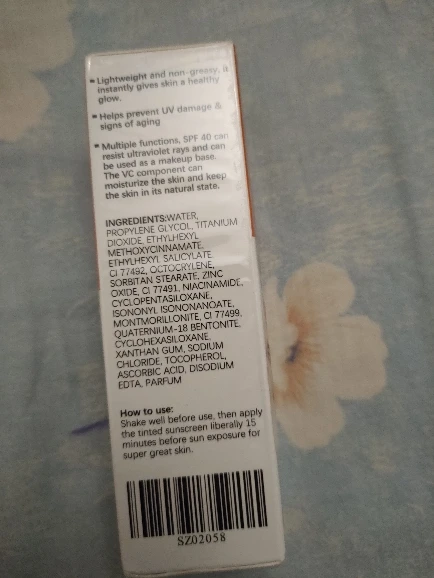 Lightweight and non-greasy, it
instantly gives skin a healthy
glow.
Helps prevent UV damage &
signs of aging
Multiple functions, SPF 40 can
resist ultraviolet rays and can
be used as a makeup base.
The VC component can
moisturize the skin and keep
the skin in its natural state.
INGREDIENTS:WATER,
PROPYLENE GLYCOL, TITANIUM
DIOXIDE, ETHYLHEXYL
METHOXYCINNAMATE,
ETHYLHEXYL SALICYLATE
CI 77492, OCTOCRYLENE,
SORBITAN STEARATE, ZINC
OXIDE, CI 77491, NIACINAMIDE,
CYCLOPENTASILOXANE,
ISONONYL ISONONANOATE,
MONTMORILLONITE, CI 77499,
QUATERNIUM-18 BENTONITE,
CYCLOHEXASILOXANE,
XANTHAN GUM, SODIUM
CHLORIDE, TOCOPHEROL,
ASCORBIC ACID, DISODIUM
EDTA, PARFUM
How to use:
Shake well before use, then apply
the tinted sunscreen liberally 15
minutes before sun exposure for
super great skin.
SZ02058